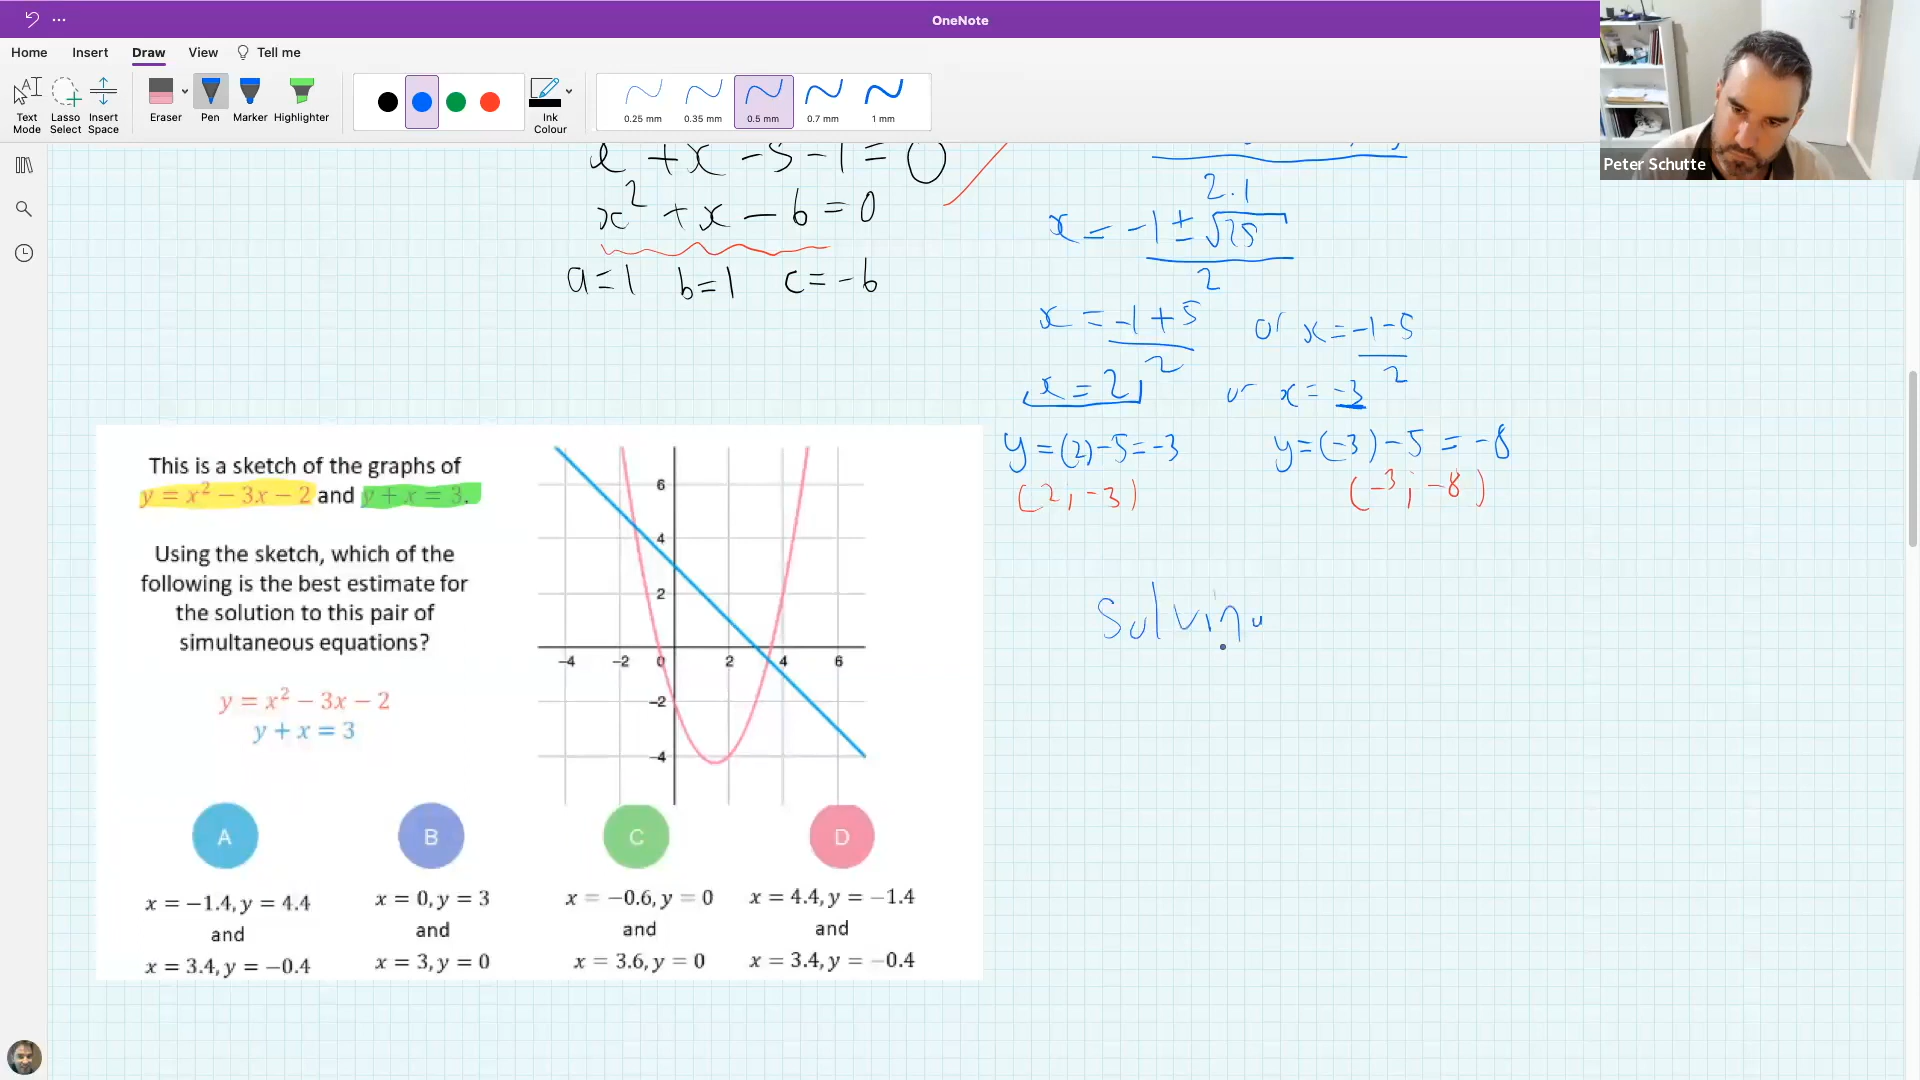 OneNote
Home Insert Draw View Tell me
Text Mode
Lasso Select
Insert Space
Eraser
Pen
Marker
Highlighter
Ink Colour
0.25 mm 0.35 mm 0.5 mm 0.7 mm 1 mm
Peter Schutte
+ x - 5 - 1 = 0
x² + x - 6 = 0
a = 1 b = 1 c = -6
2.1
x = -1 ± √25
2
x = -1 + 5 or x = -1 - 5
2 2
x = 2 or x = -3
y = (2) - 5 = -3 y = (-3) - 5 = -8
(2; -3) (-3; -8)
Solving
This is a sketch of the graphs of
y = x² − 3x − 2 and y + x = 3.
Using the sketch, which of the
following is the best estimate for
the solution to this pair of
simultaneous equations?
y = x² − 3x − 2
y + x = 3
6
4
2
−4 −2 0 2 4 6
−2
−4
A B C D
x = −1.4, y = 4.4
and
x = 3.4, y = −0.4
x = 0, y = 3
and
x = 3, y = 0
x = −0.6, y = 0
and
x = 3.6, y = 0
x = 4.4, y = −1.4
and
x = 3.4, y = −0.4